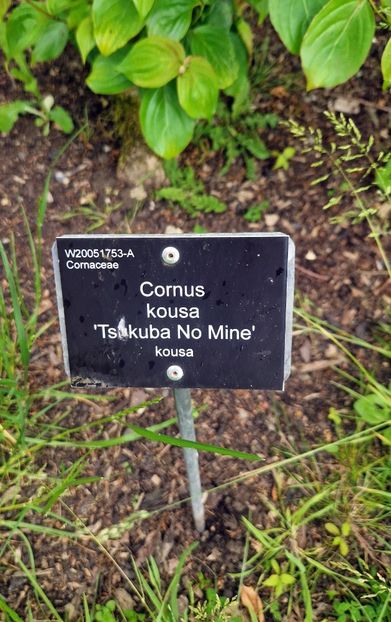 W20051753-A
Cornaceae
Cornus
kousa
'Tsukuba No Mine'
kousa